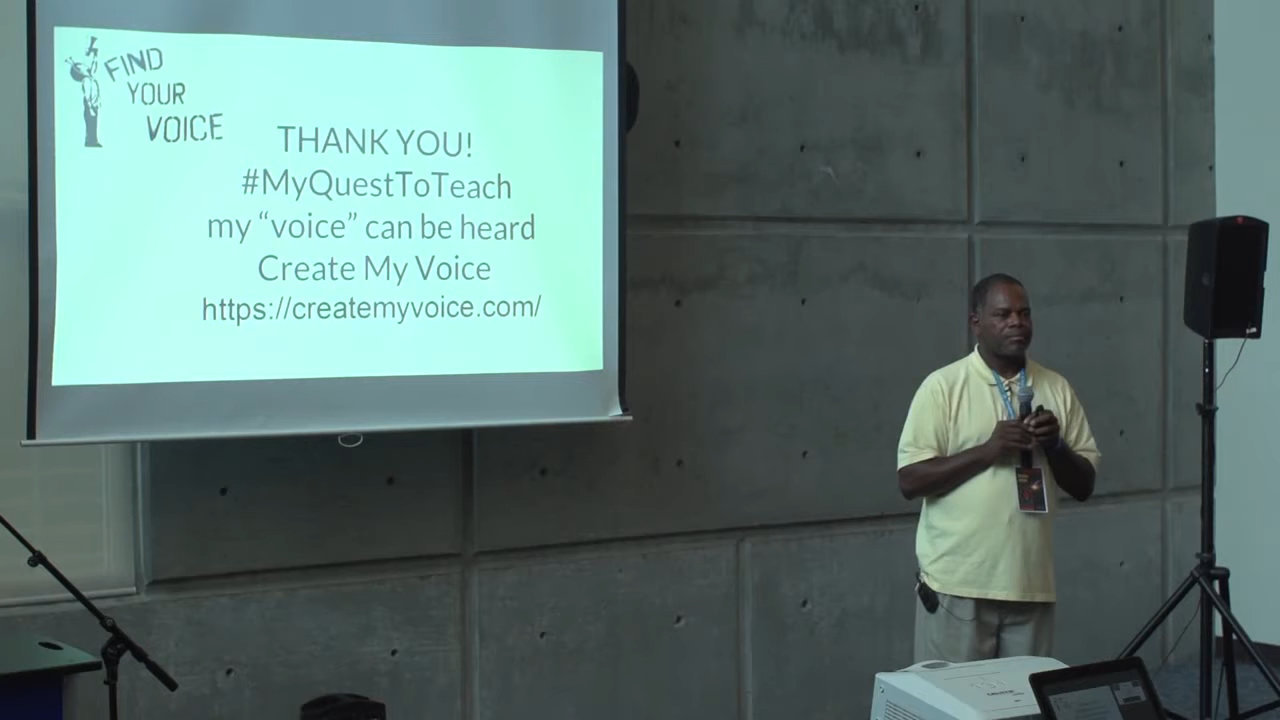 FIND
YOUR
VOICE
THANK YOU!
#MyQuestToTeach
my “voice” can be heard
Create My Voice
https://createmyvoice.com/